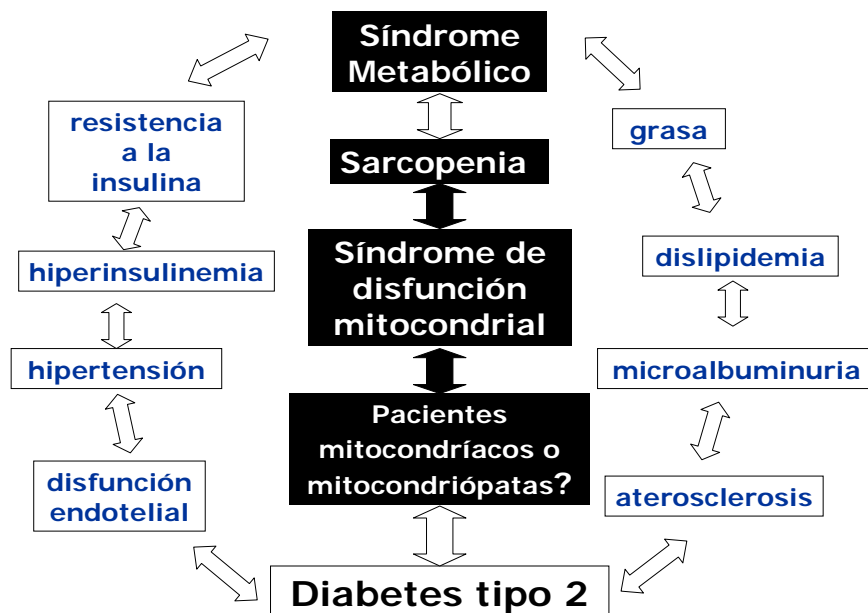 Síndrome
Metabólico
resistencia
a la
insulina
grasa
Sarcopenia
hiperinsulinemia
Síndrome de
disfunción
mitocondrial
dislipidemia
hipertensión
microalbuminuria
Pacientes
mitocondríacos o
mitocondriópatas?
disfunción
endotelial
aterosclerosis
Diabetes tipo 2